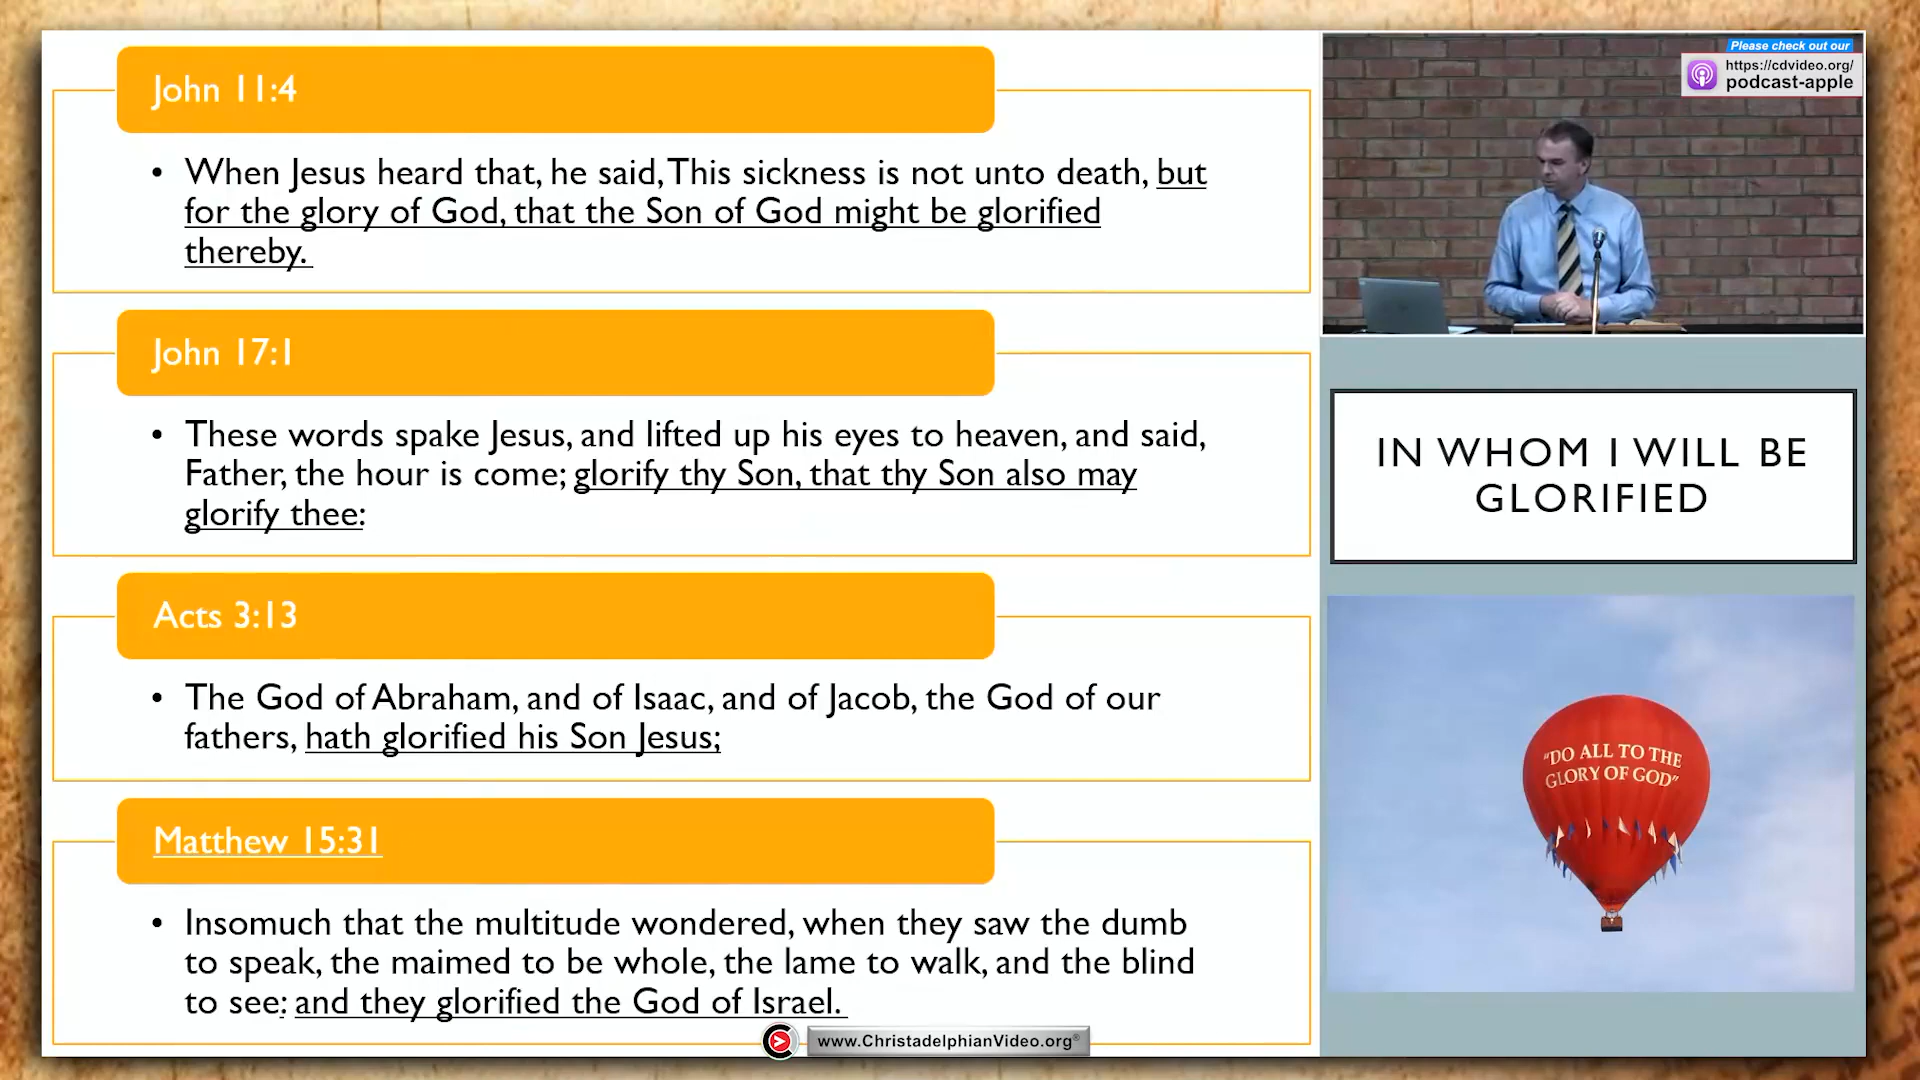 John 11:4
• When Jesus heard that, he said, This sickness is not unto death, but
for the glory of God, that the Son of God might be glorified
thereby.
John 17:1
• These words spake Jesus, and lifted up his eyes to heaven, and said,
Father, the hour is come; glorify thy Son, that thy Son also may
glorify thee:
Acts 3:13
• The God of Abraham, and of Isaac, and of Jacob, the God of our
fathers, hath glorified his Son Jesus;
Matthew 15:31
• Insomuch that the multitude wondered, when they saw the dumb
to speak, the maimed to be whole, the lame to walk, and the blind
to see: and they glorified the God of Israel.
www.ChristadelphianVideo.org®
Please check out our
https://cdvideo.org/
podcast-apple
IN WHOM I WILL BE
GLORIFIED
"DO ALL TO THE
GLORY OF GOD"